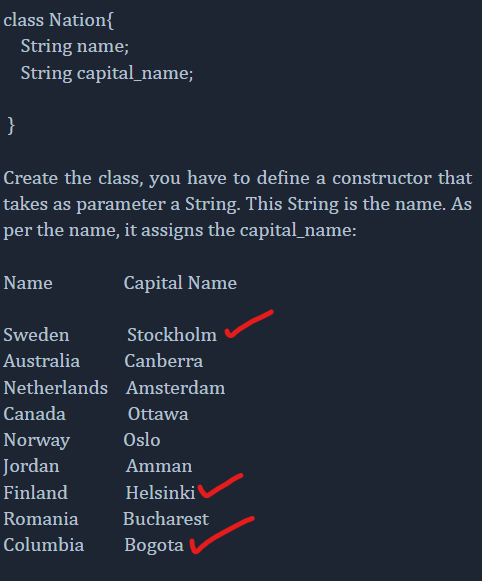 class Nation{
String name;
String capital_name;
}
Create the class, you have to define a constructor that
takes as parameter a String. This String is the name. As
per the name, it assigns the capital_name:
Name Capital Name
Sweden Stockholm
Australia Canberra
Netherlands Amsterdam
Canada Ottawa
Norway Oslo
Jordan Amman
Finland Helsinki
Romania Bucharest
Columbia Bogota